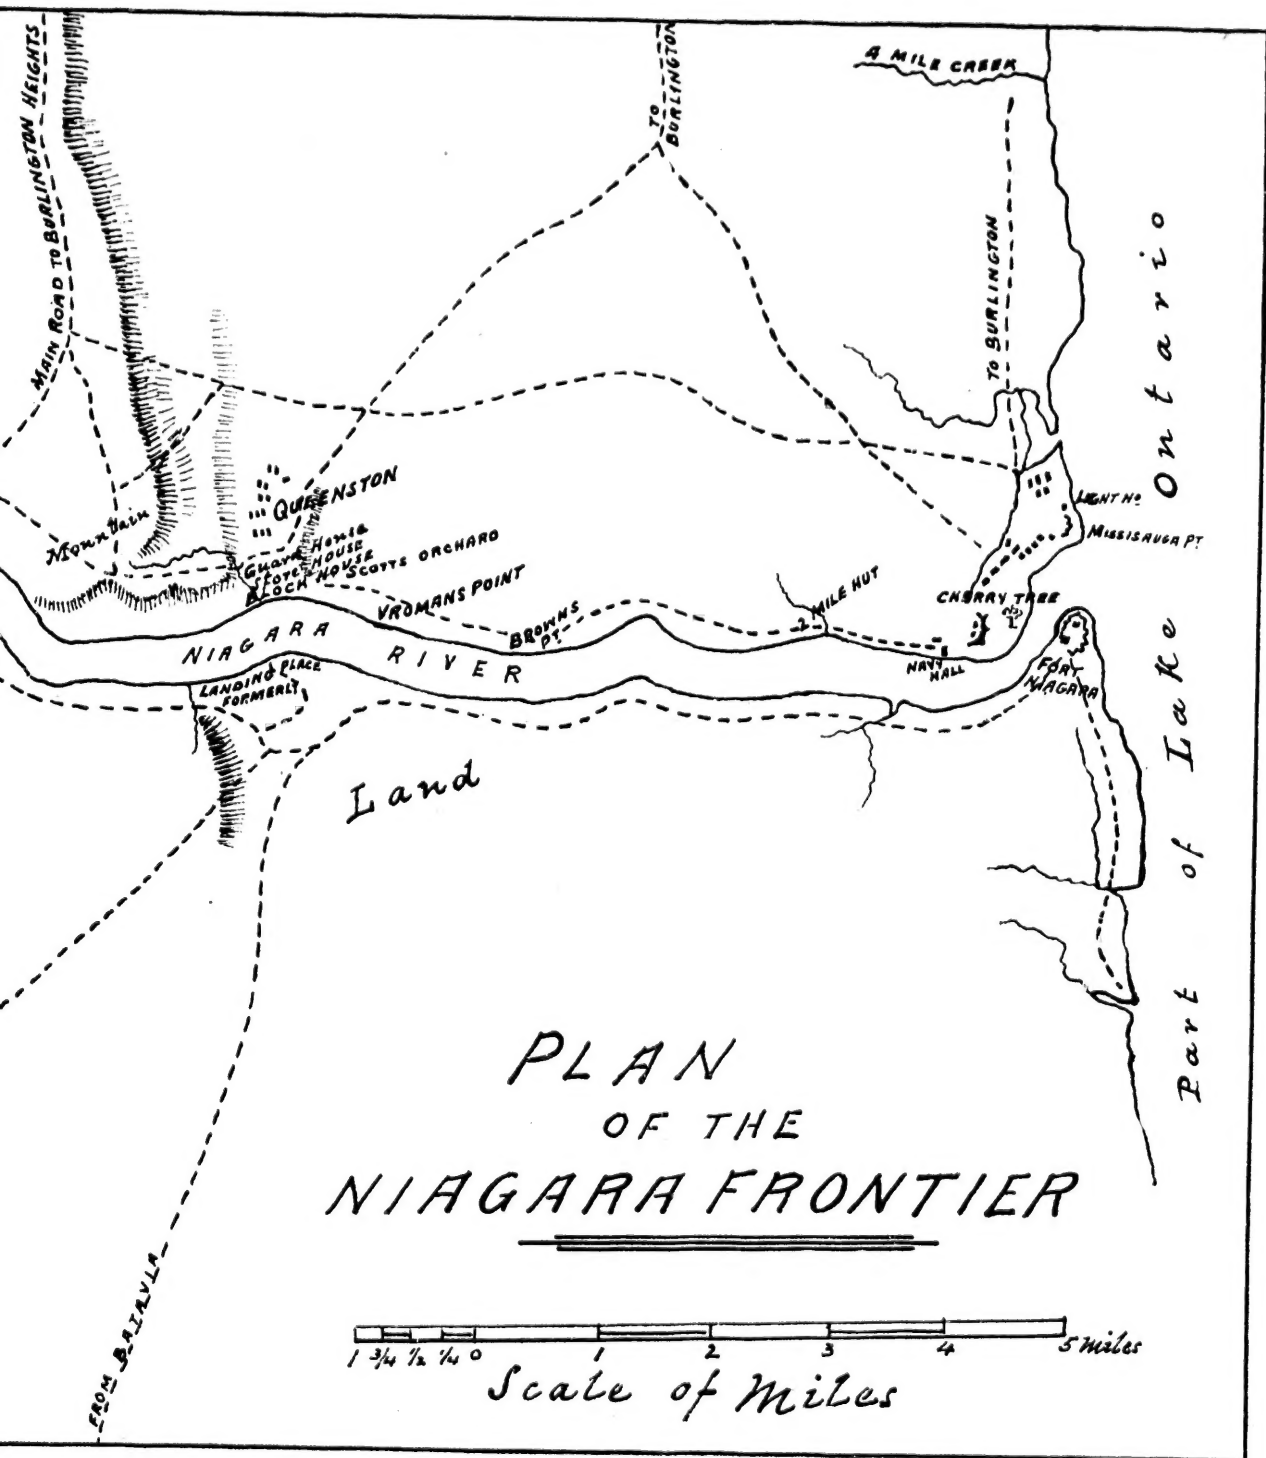 4 MILE CREEK
MAIN ROAD TO BURLINGTON HEIGHTS
TO
BURLINGTON
TO BURLINGTON
Mountain
QUEENSTON
Guard House
STORE HOUSE
BLOCK HOUSE
SCOTTS ORCHARD
VROMANS POINT
BROWNS
PT.
2 MILE HUT
LIGHT HO
MISSISAUGA PT
CHERRY TREE
NAVY
HALL
FORT
NIAGARA
NIAGARA RIVER
LANDING PLACE
FORMERLY
Land
Part of Lake Ontario
PLAN
OF THE
NIAGARA FRONTIER
1 3/4 1/2 1/4 0 1 2 3 4 5 miles
Scale of Miles